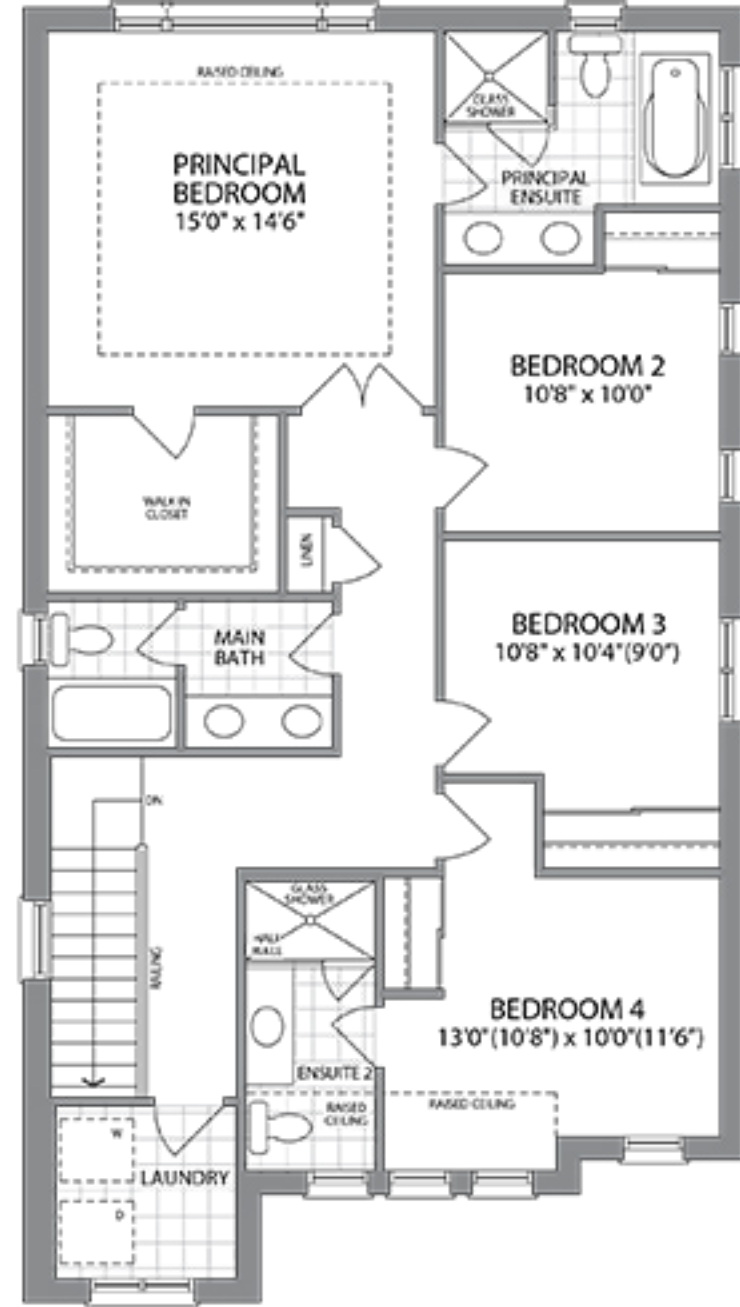 RAISED CEILING
PRINCIPAL
BEDROOM
15'0" x 14'6"
GLASS
SHOWER
PRINCIPAL
ENSUITE
BEDROOM 2
10'8" x 10'0"
WALK IN
CLOSET
LINEN
MAIN
BATH
BEDROOM 3
10'8" x 10'4"(9'0")
DN
RAILING
GLASS
SHOWER
HALF
WALL
BEDROOM 4
13'0"(10'8") x 10'0"(11'6")
ENSUITE 2
RAISED
CEILING
RAISED CEILING
W
LAUNDRY
D